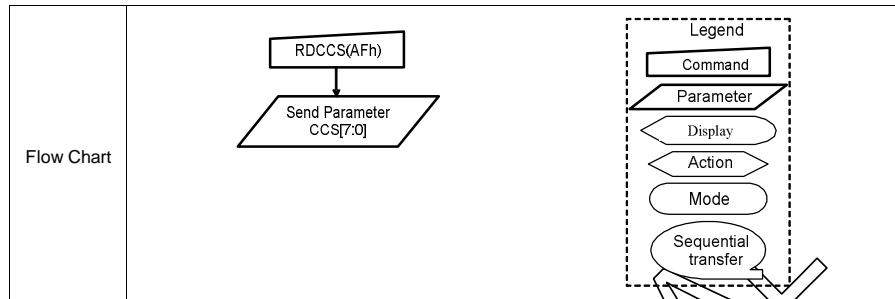 Flow Chart
RDCCS(AFh)
Send Parameter
CCS[7:0]
Legend
Command
Parameter
Display
Action
Mode
Sequential
transfer